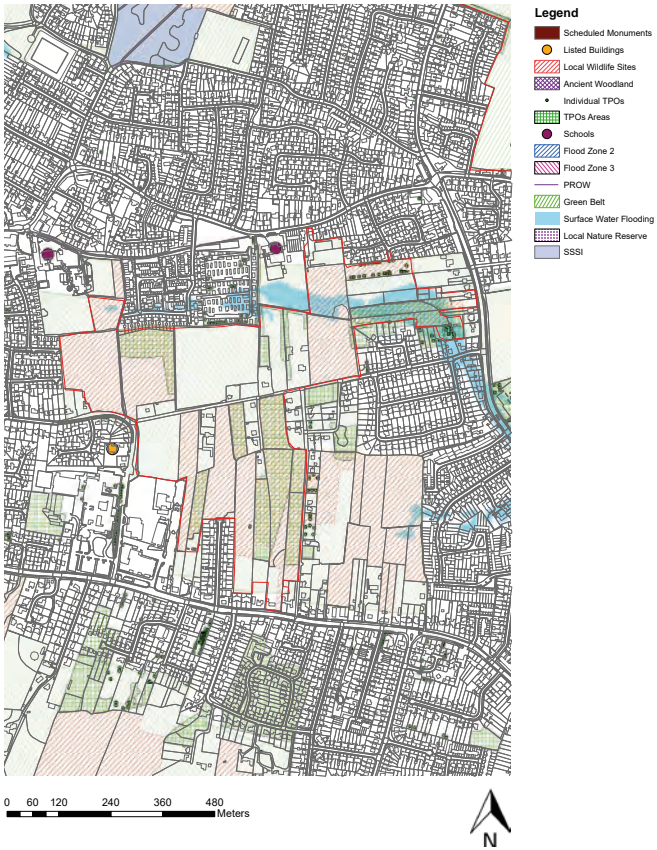 Legend
Scheduled Monuments
Listed Buildings
Local Wildlife Sites
Ancient Woodland
Individual TPOs
TPOs Areas
Schools
Flood Zone 2
Flood Zone 3
PROW
Green Belt
Surface Water Flooding
Local Nature Reserve
SSSI
0 60 120 240 360 480
Meters
N